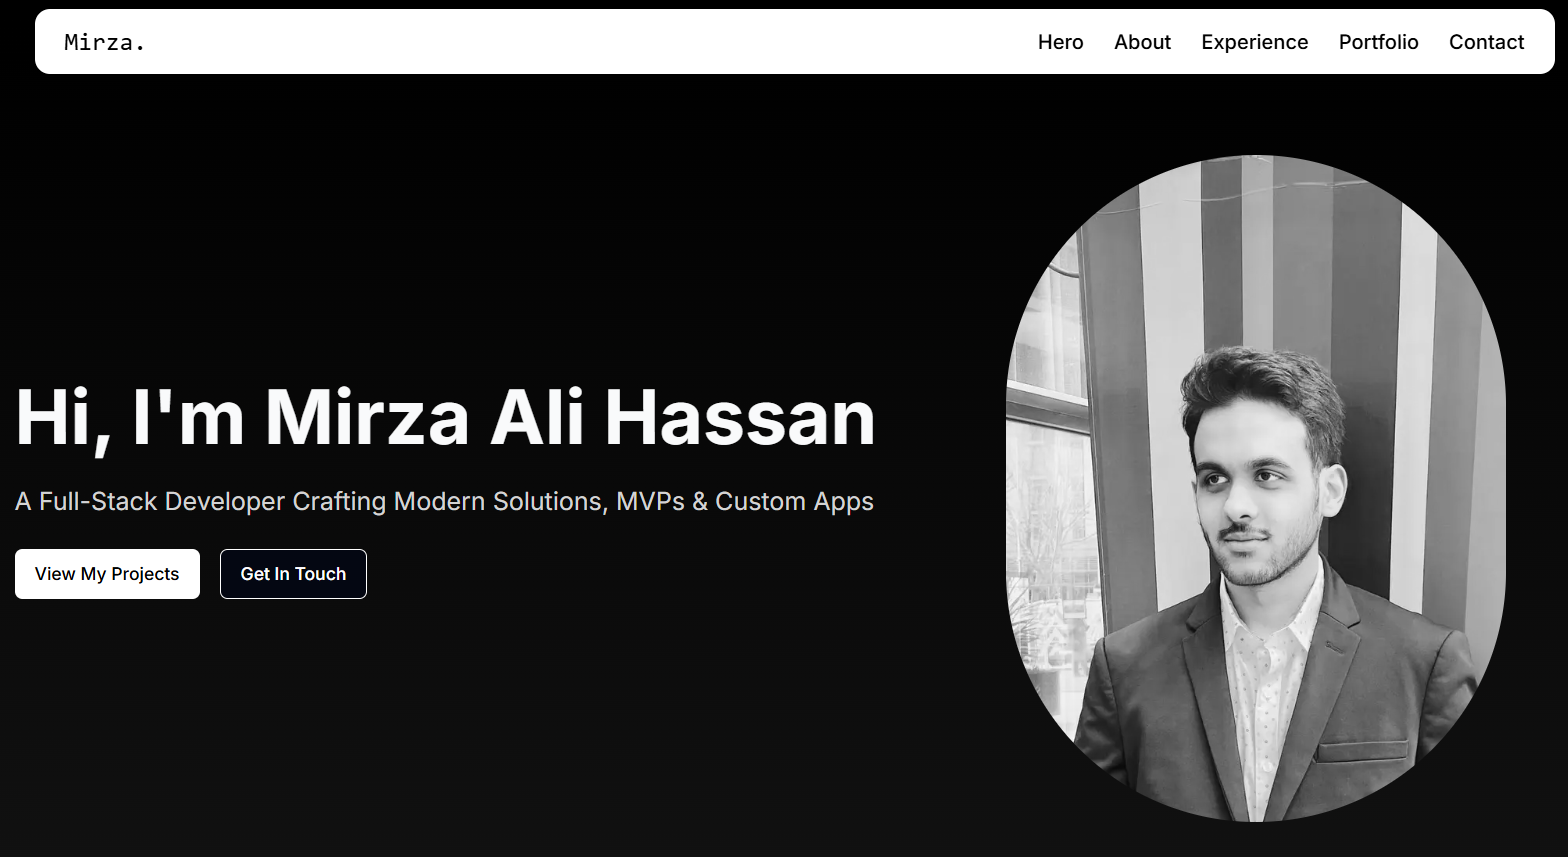 Mirza.
Hero About Experience Portfolio Contact
Hi, I'm Mirza Ali Hassan
A Full-Stack Developer Crafting Modern Solutions, MVPs & Custom Apps
View My Projects Get In Touch